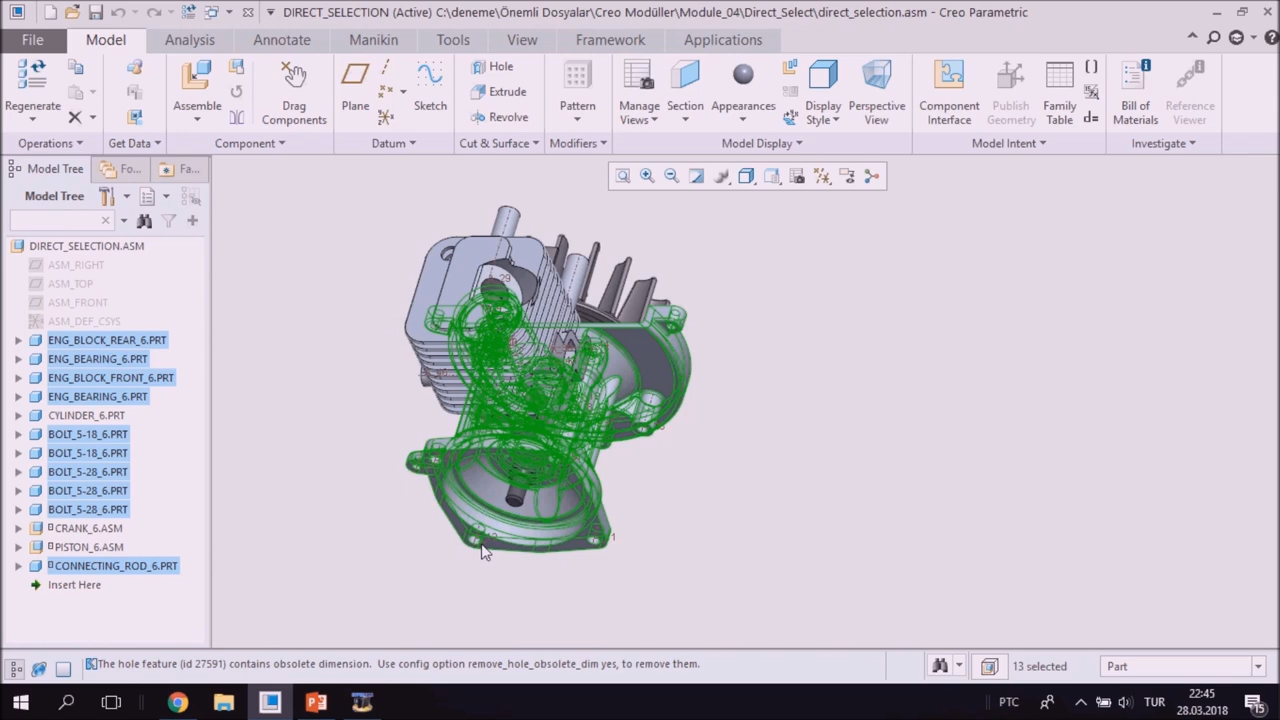 DIRECT_SELECTION (Active) C:\deneme\Önemli Dosyalar\Creo Modüller\Module_04\Direct_Select\direct_selection.asm - Creo Parametric
File Model Analysis Annotate Manikin Tools View Framework Applications
Regenerate
Operations
Get Data
Assemble
Drag Components
Component
Plane
Sketch
Datum
Hole
Extrude
Revolve
Cut & Surface
Pattern
Modifiers
Manage Views
Section
Appearances
Display Style
Perspective View
Model Display
Component Interface
Publish Geometry
Family Table
d=
Model Intent
Bill of Materials
Reference Viewer
Investigate
Model Tree Fo... Fa...
Model Tree
DIRECT_SELECTION.ASM
ASM_RIGHT
ASM_TOP
ASM_FRONT
ASM_DEF_CSYS
ENG_BLOCK_REAR_6.PRT
ENG_BEARING_6.PRT
ENG_BLOCK_FRONT_6.PRT
ENG_BEARING_6.PRT
CYLINDER_6.PRT
BOLT_5-18_6.PRT
BOLT_5-18_6.PRT
BOLT_5-28_6.PRT
BOLT_5-28_6.PRT
BOLT_5-28_6.PRT
CRANK_6.ASM
PISTON_6.ASM
CONNECTING_ROD_6.PRT
Insert Here
The hole feature (id 27591) contains obsolete dimension. Use config option remove_hole_obsolete_dim yes, to remove them.
13 selected
Part
PTC
TUR
22:45
28.03.2018
15